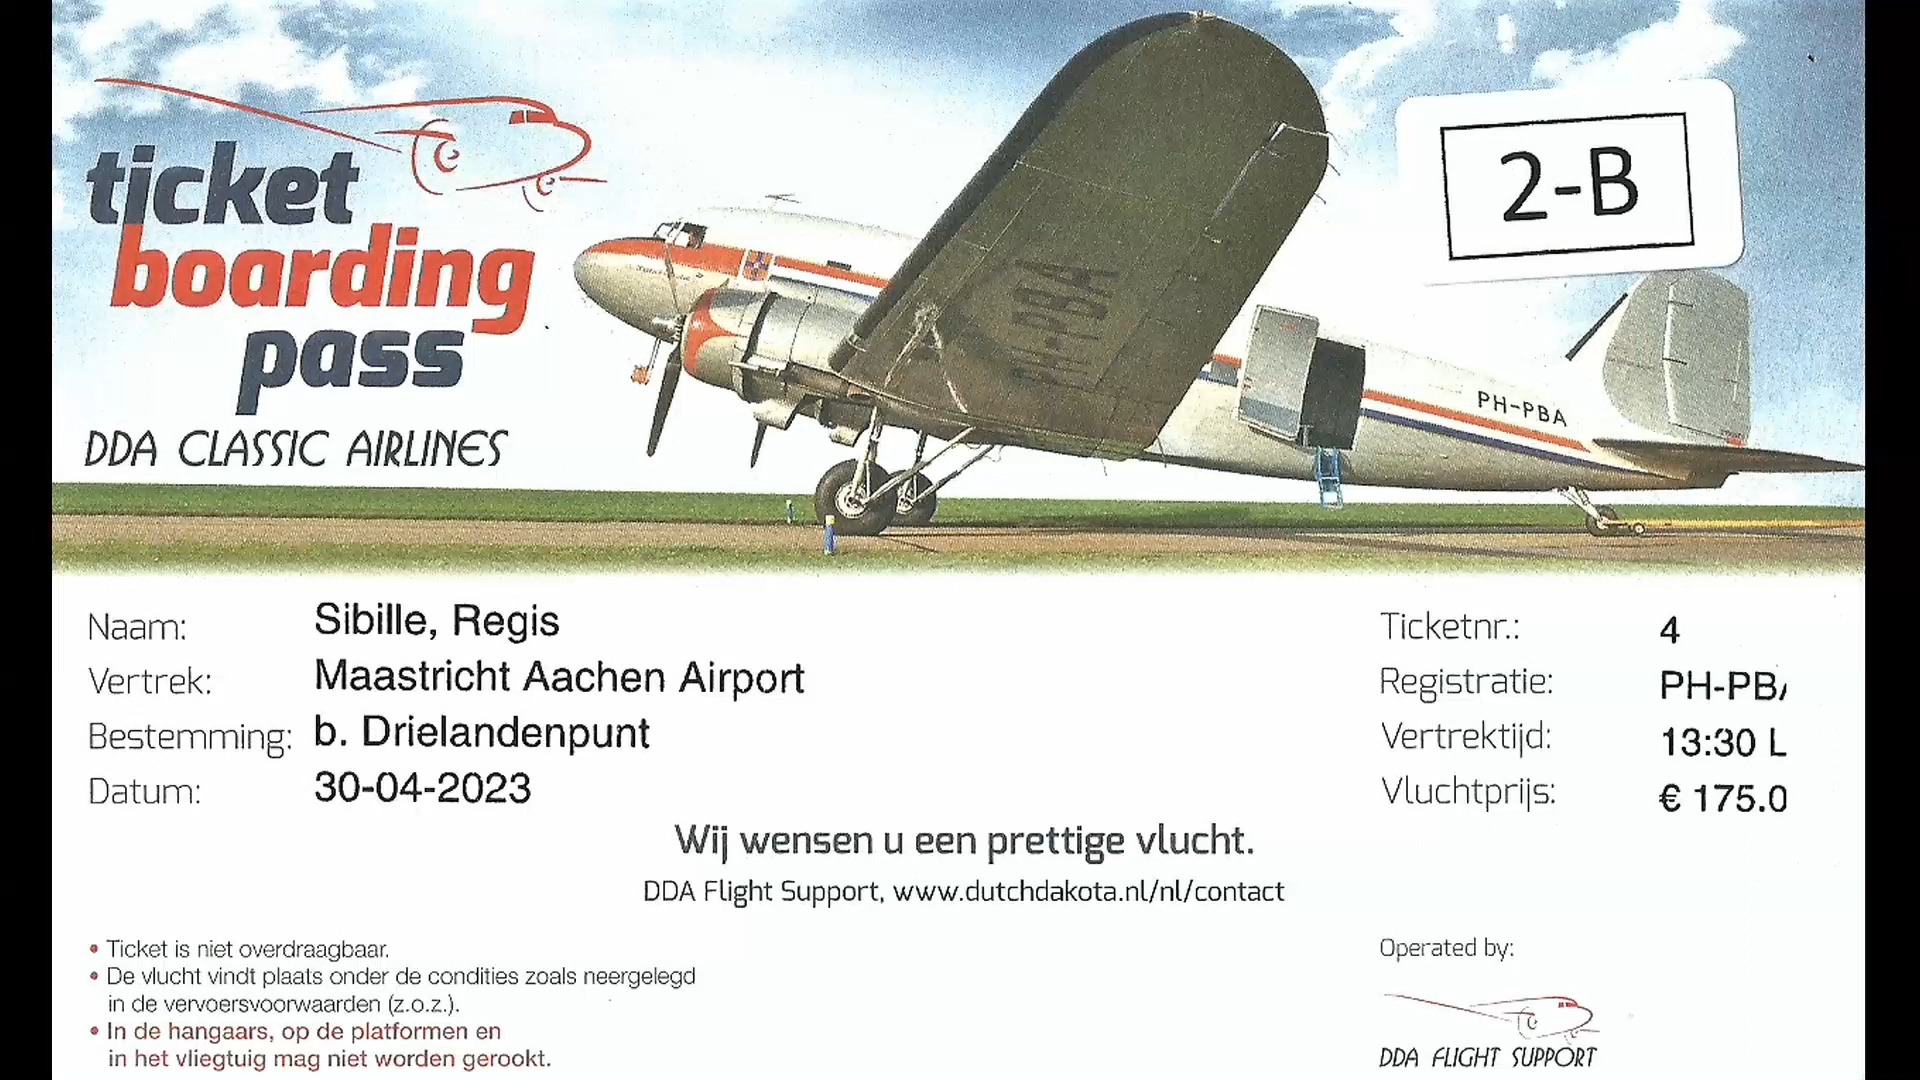 ticket
boarding
pass
DDA CLASSIC AIRLINES
2-B
PH-PBA
PH-PBA
Naam: Sibille, Regis
Vertrek: Maastricht Aachen Airport
Bestemming: b. Drielandenpunt
Datum: 30-04-2023
Ticketnr.: 4
Registratie: PH-PBA
Vertrektijd: 13:30 L
Vluchtprijs: € 175.0
Wij wensen u een prettige vlucht.
DDA Flight Support, www.dutchdakota.nl/nl/contact
• Ticket is niet overdraagbaar.
• De vlucht vindt plaats onder de condities zoals neergelegd
in de vervoersvoorwaarden (z.o.z.).
• In de hangaars, op de platformen en
in het vliegtuig mag niet worden gerookt.
Operated by:
DDA FLIGHT SUPPORT